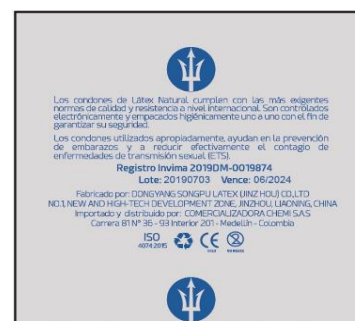 Los condones de Látex Natural cumplen con las más exigentes
normas de calidad y resistencia a nivel internacional. Son controlados
electrónicamente y empacados higiénicamente uno a uno con el fin de
garantizar su seguridad.
Los condones utilizados apropiadamente, ayudan en la prevención
de embarazos y a reducir efectivamente el contagio de
enfermedades de transmisión sexual (ETS).
Registro Invima 2019DM-0019874
Lote: 20190703 Vence: 06/2024
Fabricado por: DONGYANG SONGPU LATEX (JINZ HOU) CO.,LTD
NO.1, NEW AND HIGH-TECH DEVELOPMENT ZONE, JINZHOU, LIAONING, CHINA
Importado y distribuido por: COMERCIALIZADORA CHEMI S.A.S
Carrera 81 N° 36 - 93 Interior 201 - Medellín - Colombia
ISO
4074:2015
CE